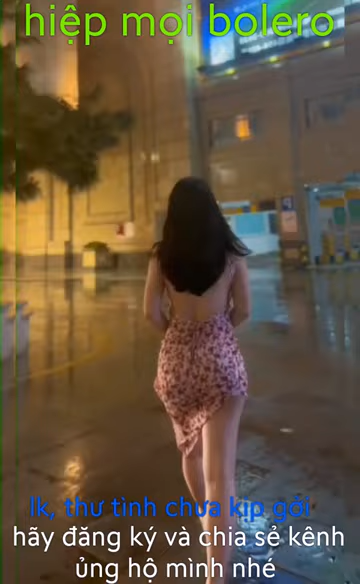 hiệp mọi bolero
lk, thư tình chưa kịp gởi
hãy đăng ký và chia sẻ kênh
ủng hộ mình nhé